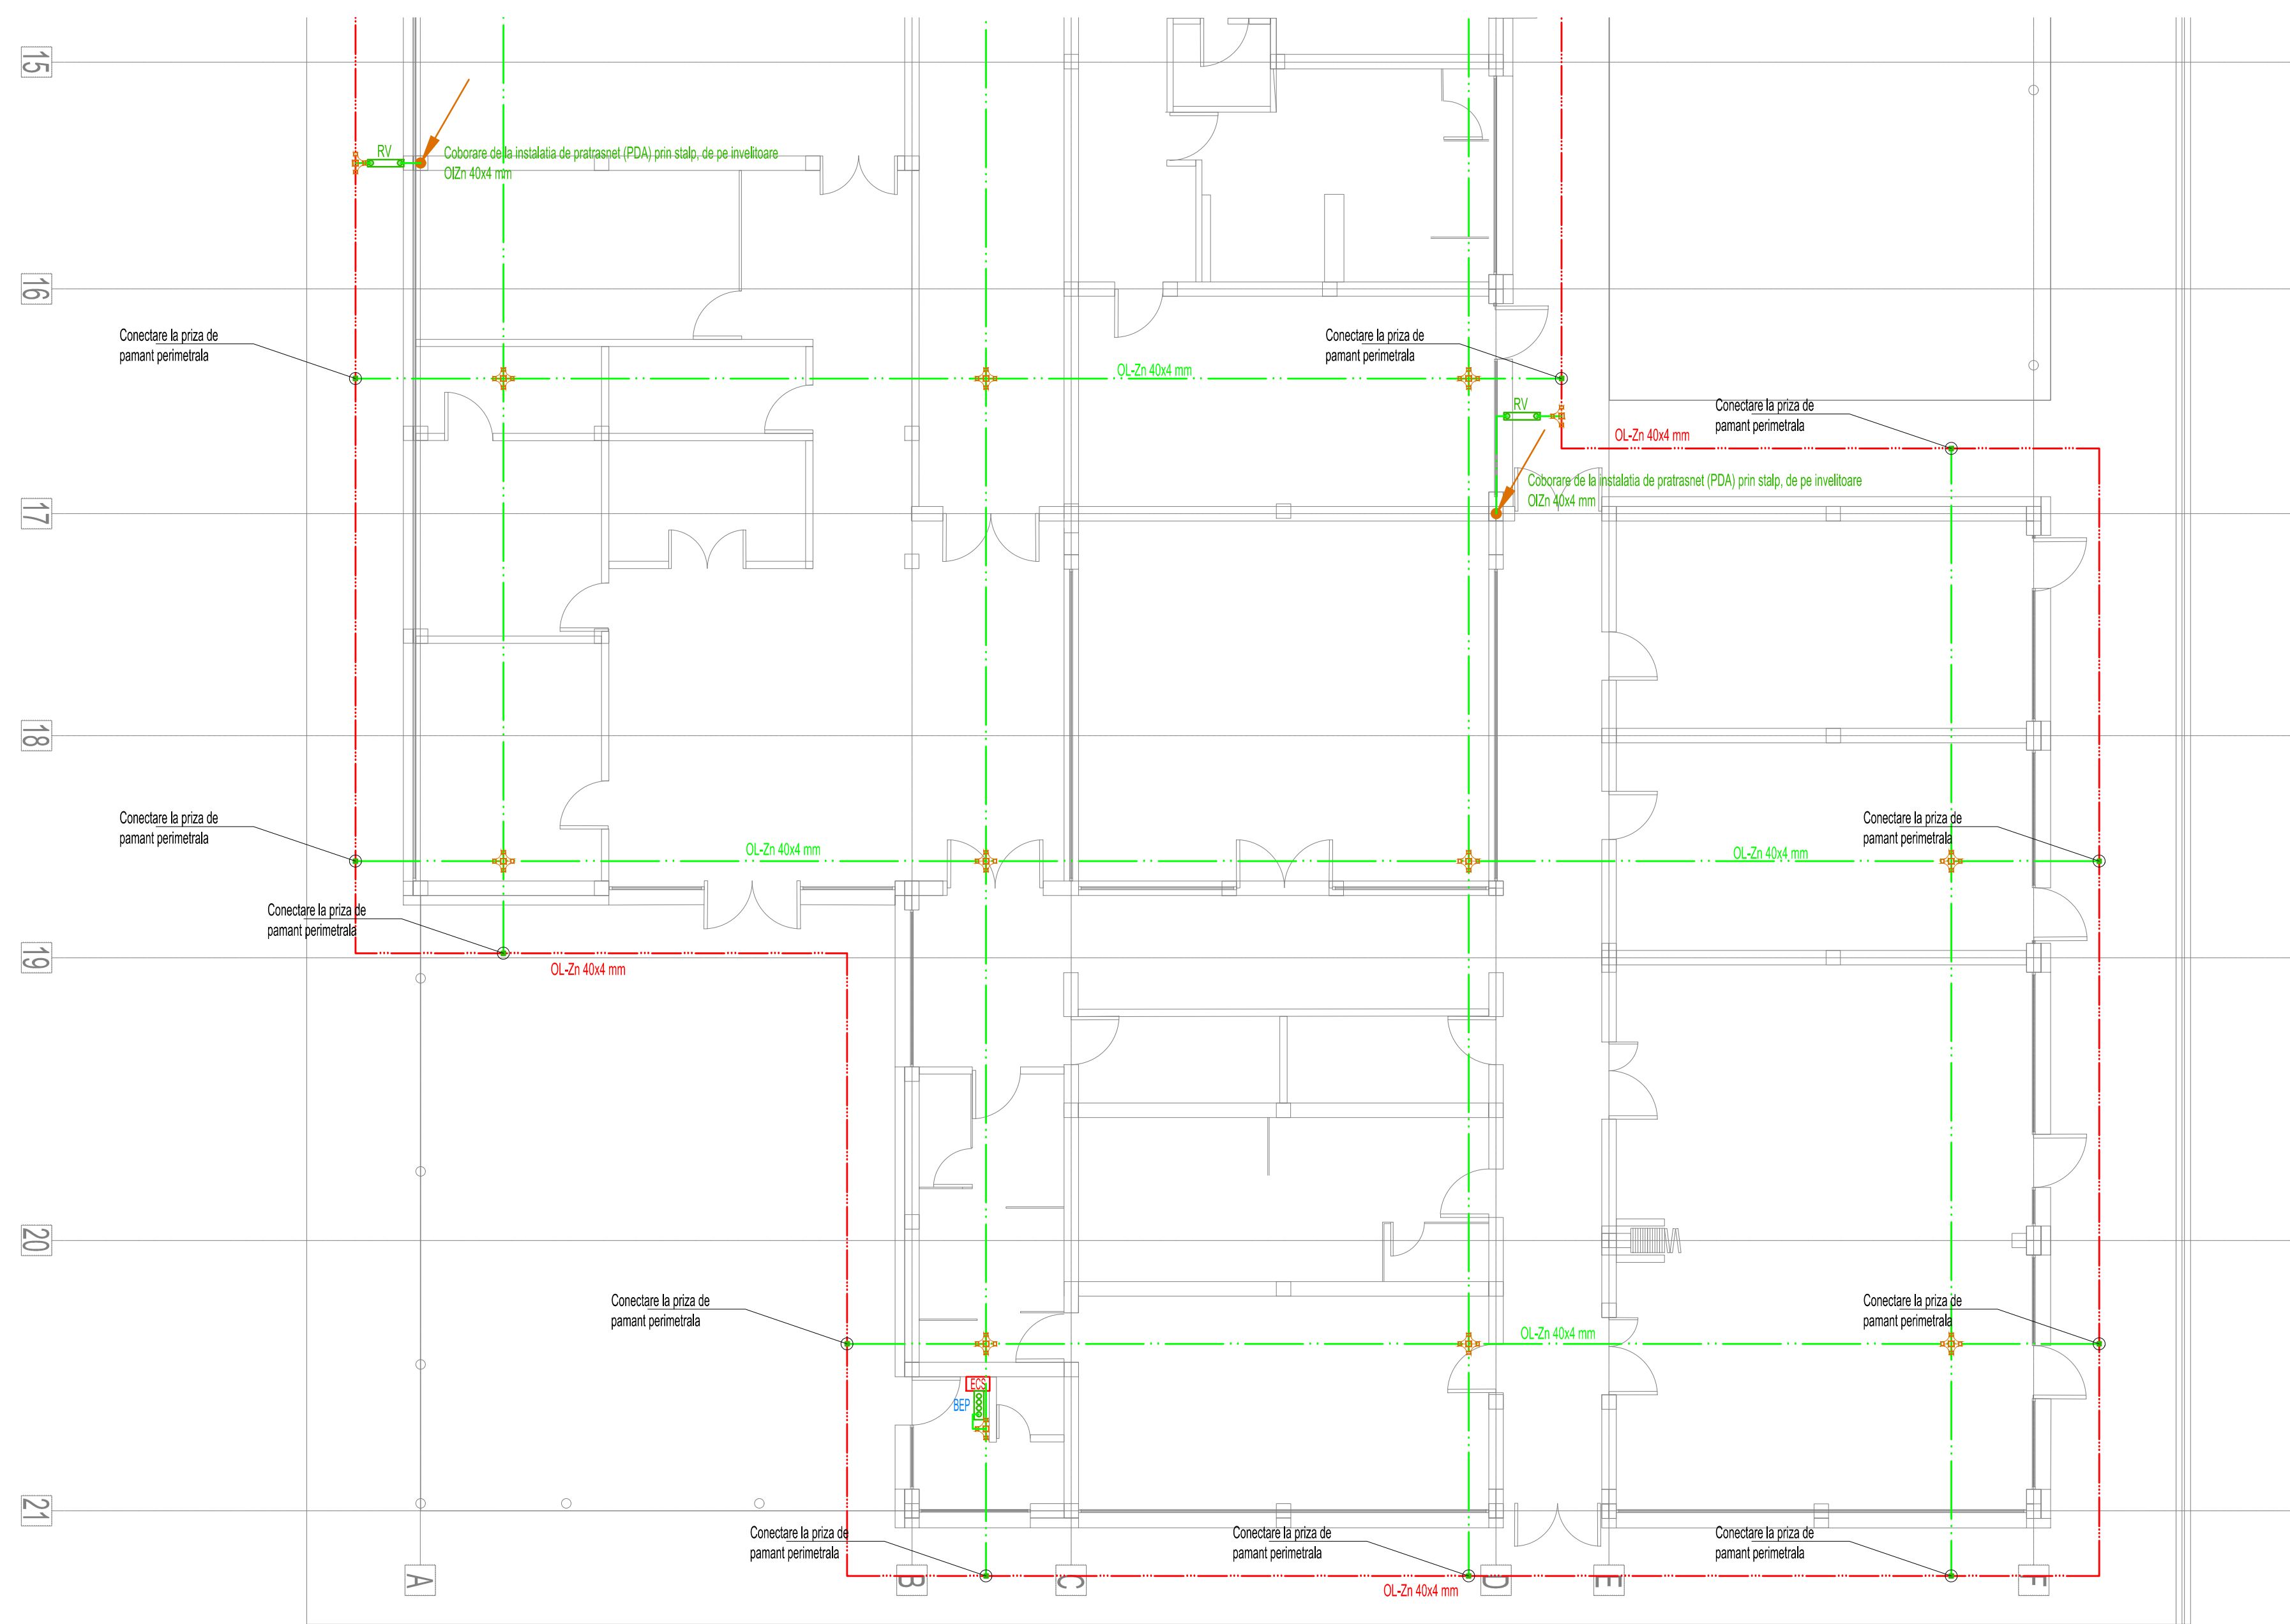 15
RV
Coborare de la instalatia de pratrasnet (PDA) prin stalp, de pe invelitoare
OlZn 40x4 mm
16
Conectare la priza de
pamant perimetrala
Conectare la priza de
pamant perimetrala
OL-Zn 40x4 mm
RV
Conectare la priza de
pamant perimetrala
OL-Zn 40x4 mm
Coborare de la instalatia de pratrasnet (PDA) prin stalp, de pe invelitoare
OlZn 40x4 mm
17
18
Conectare la priza de
pamant perimetrala
OL-Zn 40x4 mm
OL-Zn 40x4 mm
Conectare la priza de
pamant perimetrala
Conectare la priza de
pamant perimetrala
19
OL-Zn 40x4 mm
20
Conectare la priza de
pamant perimetrala
OL-Zn 40x4 mm
Conectare la priza de
pamant perimetrala
ECS
BEP
21
Conectare la priza de
pamant perimetrala
Conectare la priza de
pamant perimetrala
Conectare la priza de
pamant perimetrala
OL-Zn 40x4 mm
A
B
C
D
E
F